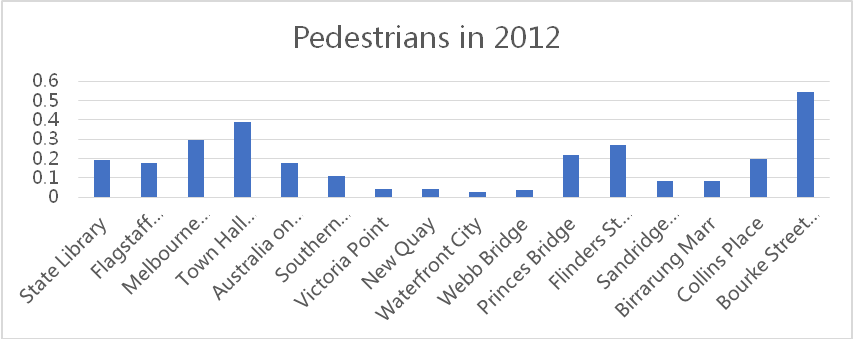 Pedestrians in 2012
0.6
0.5
0.4
0.3
0.2
0.1
0
State Library
Flagstaff...
Melbourne...
Town Hall...
Australia on...
Southern...
Victoria Point
New Quay
Waterfront City
Webb Bridge
Princes Bridge
Flinders St...
Sandridge...
Birrarung Marr
Collins Place
Bourke Street...